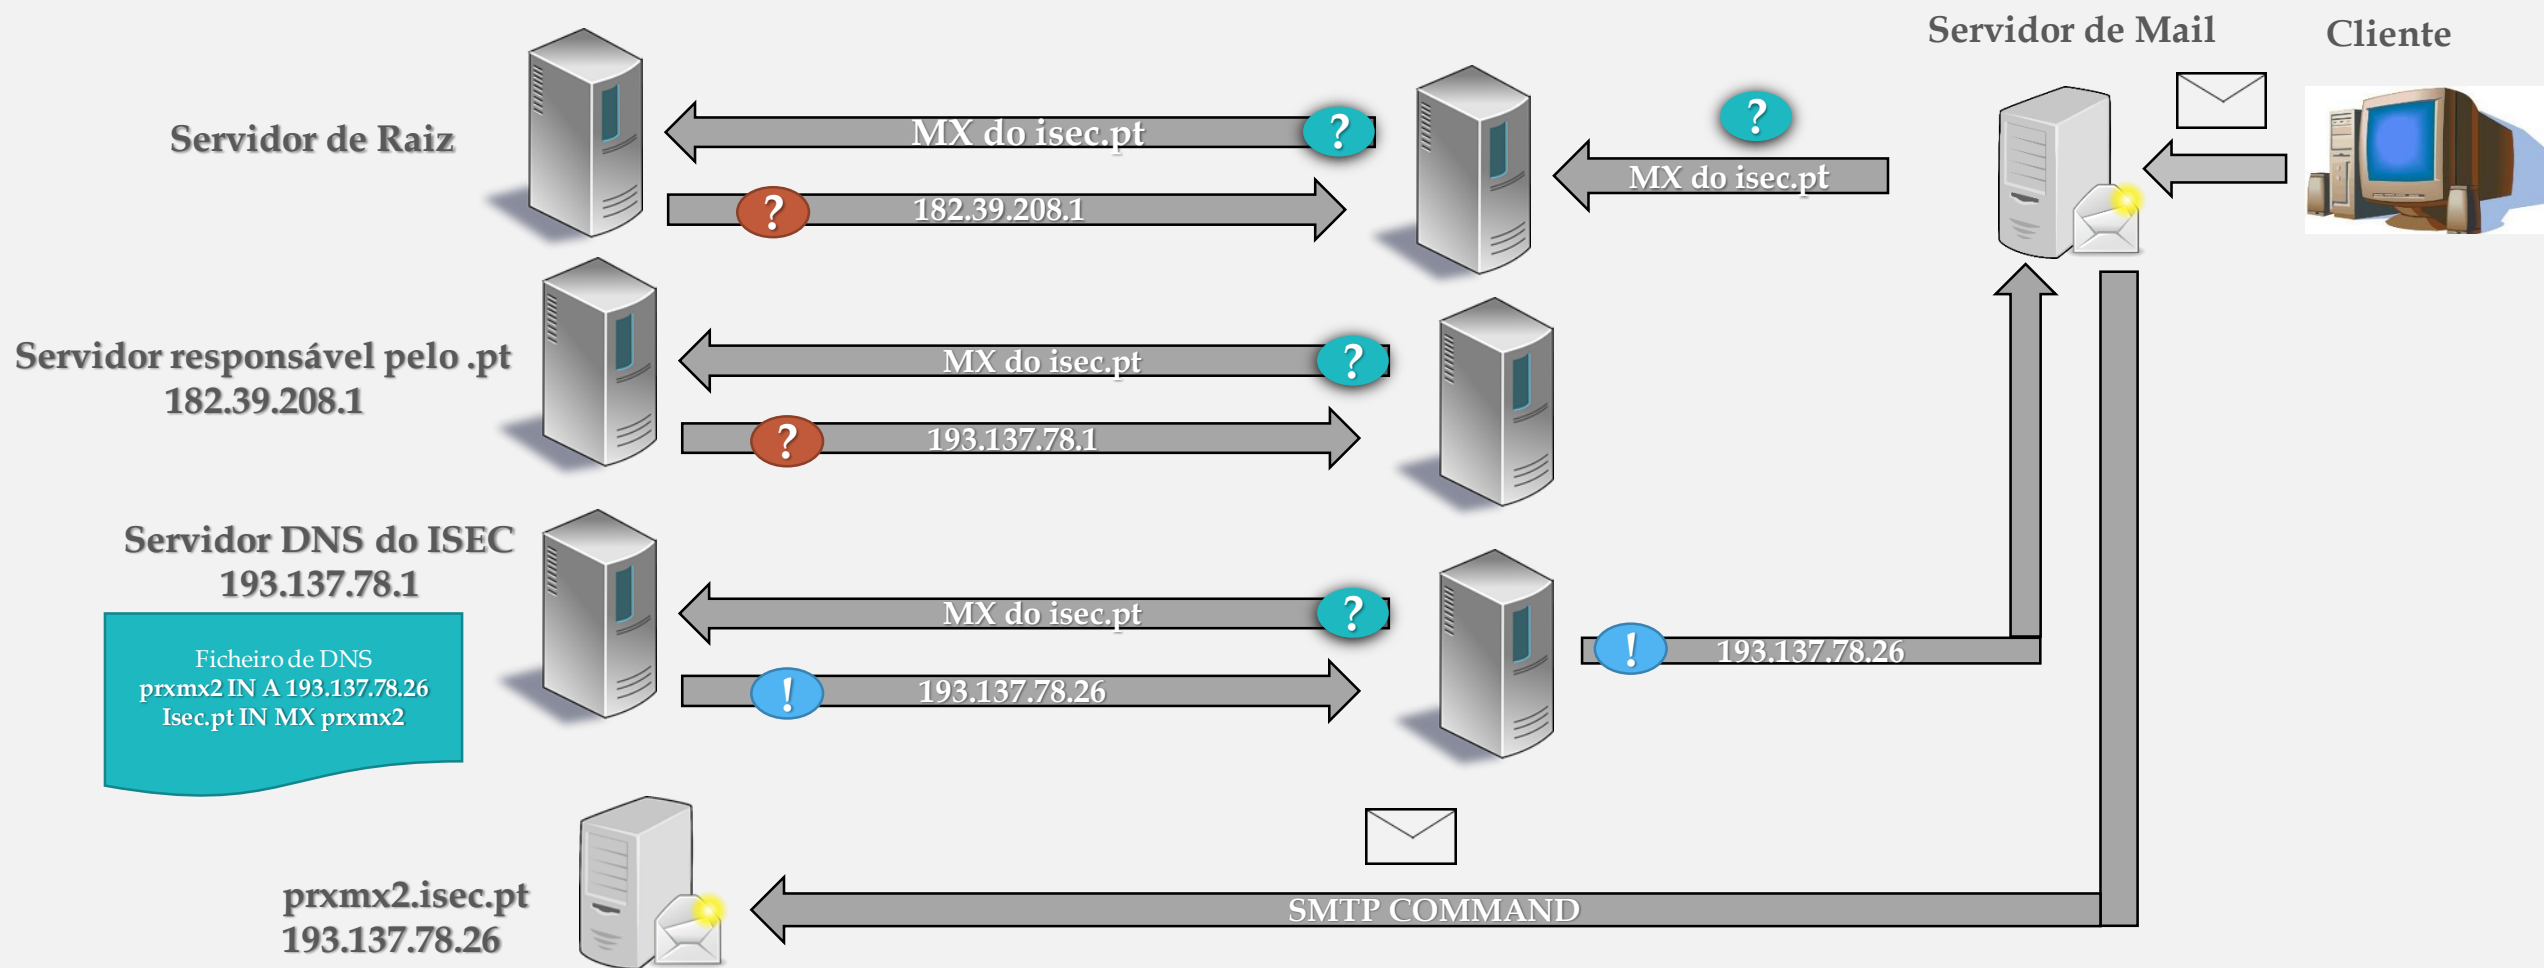 Servidor de Mail
Cliente
Servidor de Raiz
MX do isec.pt
?
?
MX do isec.pt
?
182.39.208.1
Servidor responsável pelo .pt
182.39.208.1
MX do isec.pt
?
?
193.137.78.1
Servidor DNS do ISEC
193.137.78.1
MX do isec.pt
?
!
193.137.78.26
!
193.137.78.26
Ficheiro de DNS
prxmx2 IN A 193.137.78.26
Isec.pt IN MX prxmx2
prxmx2.isec.pt
193.137.78.26
SMTP COMMAND